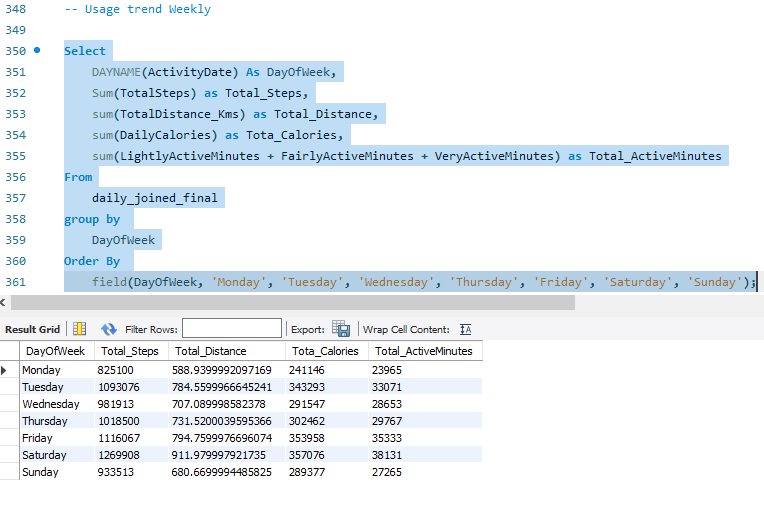 348 -- Usage trend Weekly
349
350 Select
351 DAYNAME(ActivityDate) As DayOfWeek,
352 Sum(TotalSteps) as Total_Steps,
353 sum(TotalDistance_Kms) as Total_Distance,
354 sum(DailyCalories) as Tota_Calories,
355 sum(LightlyActiveMinutes + FairlyActiveMinutes + VeryActiveMinutes) as Total_ActiveMinutes
356 From
357 daily_joined_final
358 group by
359 DayOfWeek
360 Order By
361 field(DayOfWeek, 'Monday', 'Tuesday', 'Wednesday', 'Thursday', 'Friday', 'Saturday', 'Sunday');
Result Grid Filter Rows: Export: Wrap Cell Content:
DayOfWeek Total_Steps Total_Distance Tota_Calories Total_ActiveMinutes
Monday 825100 588.9399992097169 241146 23965
Tuesday 1093076 784.5599966645241 343293 33071
Wednesday 981913 707.089998582378 291547 28653
Thursday 1018500 731.5200039595366 302462 29767
Friday 1116067 794.7599976696074 353958 35333
Saturday 1269908 911.979997921735 357076 38131
Sunday 933513 680.6699994485825 289377 27265